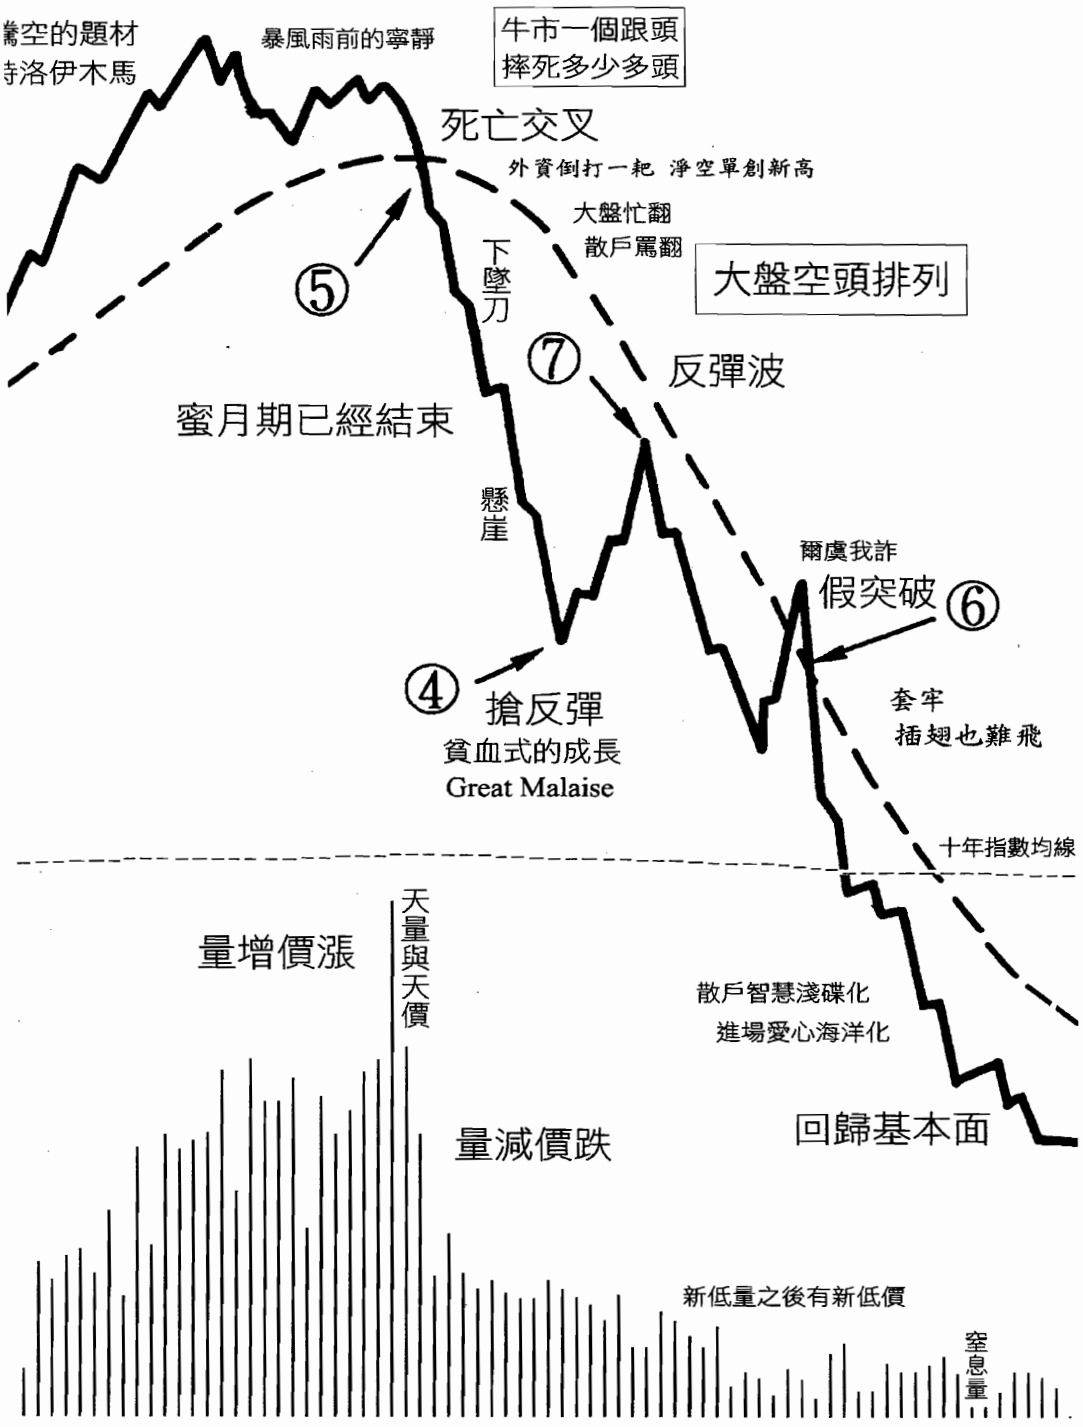 騰空的題材
特洛伊木馬
暴風雨前的寧靜
牛市一個跟頭
摔死多少多頭
死亡交叉
外資倒打一耙 淨空單創新高
大盤忙翻
散戶罵翻
大盤空頭排列
下墜刀
⑤
⑦
反彈波
蜜月期已經結束
懸崖
爾虞我詐
假突破
⑥
④
搶反彈
貧血式的成長
Great Malaise
套牢
插翅也難飛
十年指數均線
天量與天價
量增價漲
散戶智慧淺碟化
進場愛心海洋化
回歸基本面
量減價跌
新低量之後有新低價
窒息量